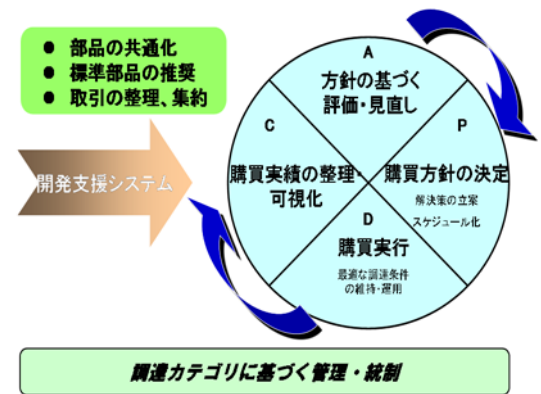 ● 部品の共通化
● 標準部品の推奨
● 取引の整理、集約
開発支援システム
A
方針の基づく
評価・見直し
P
購買方針の決定
解決策の立案
スケジュール化
D
購買実行
最適な調達条件
の維持・運用
C
購買実績の整理・
可視化
調達カテゴリに基づく管理・統制